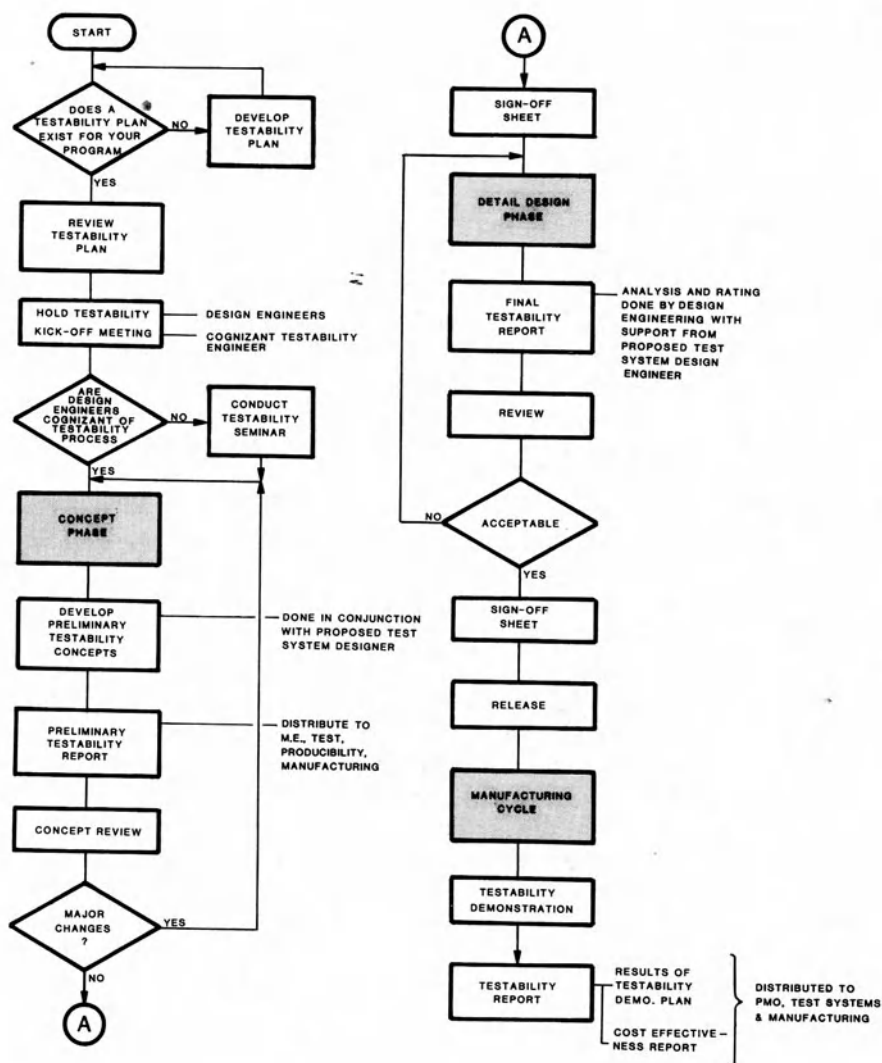 START
DOES A
TESTABILITY PLAN
EXIST FOR YOUR
PROGRAM
NO
DEVELOP
TESTABILITY
PLAN
YES
REVIEW
TESTABILITY
PLAN
HOLD TESTABILITY
KICK-OFF MEETING
DESIGN ENGINEERS
COGNIZANT TESTABILITY
ENGINEER
ARE
DESIGN
ENGINEERS
COGNIZANT OF
TESTABILITY
PROCESS
NO
CONDUCT
TESTABILITY
SEMINAR
YES
CONCEPT
PHASE
DEVELOP
PRELIMINARY
TESTABILITY
CONCEPTS
DONE IN CONJUNCTION
WITH PROPOSED TEST
SYSTEM DESIGNER
PRELIMINARY
TESTABILITY
REPORT
DISTRIBUTE TO
M.E., TEST,
PRODUCIBILITY,
MANUFACTURING
CONCEPT REVIEW
MAJOR
CHANGES
?
YES
NO
A
A
SIGN-OFF
SHEET
DETAIL DESIGN
PHASE
FINAL
TESTABILITY
REPORT
ANALYSIS AND RATING
DONE BY DESIGN
ENGINEERING WITH
SUPPORT FROM
PROPOSED TEST
SYSTEM DESIGN
ENGINEER
REVIEW
ACCEPTABLE
NO
YES
SIGN-OFF
SHEET
RELEASE
MANUFACTURING
CYCLE
TESTABILITY
DEMONSTRATION
TESTABILITY
REPORT
RESULTS OF
TESTABILITY
DEMO. PLAN
COST EFFECTIVE-
NESS REPORT
DISTRIBUTED TO
PMO, TEST SYSTEMS
& MANUFACTURING